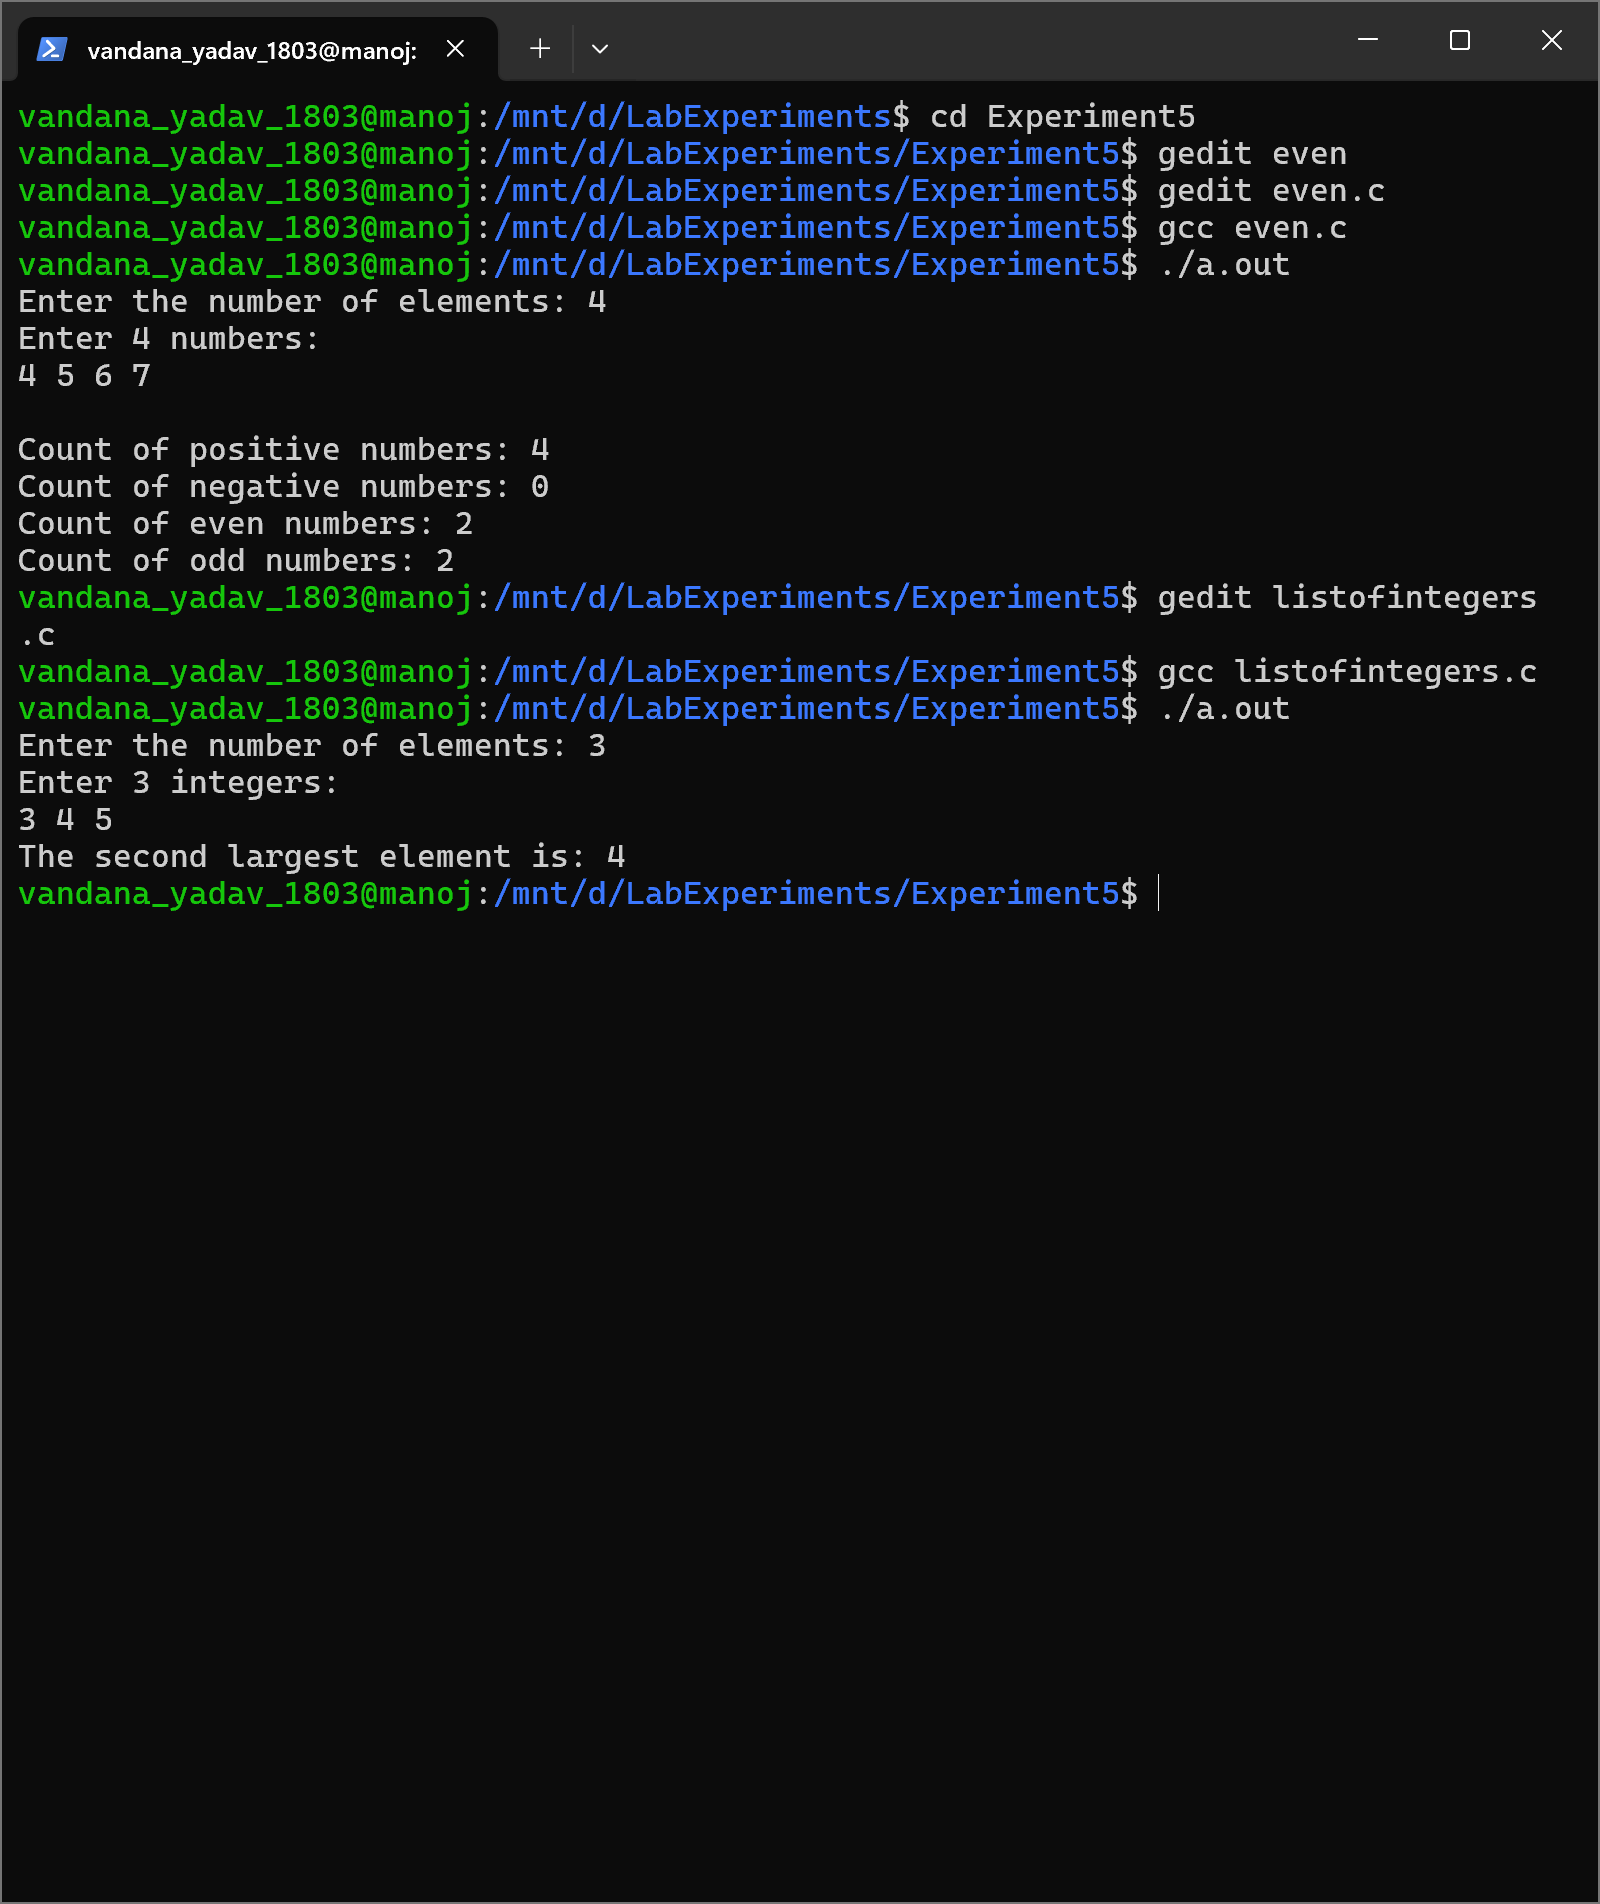 vandana_yadav_1803@manoj:
vandana_yadav_1803@manoj:/mnt/d/LabExperiments$ cd Experiment5
vandana_yadav_1803@manoj:/mnt/d/LabExperiments/Experiment5$ gedit even
vandana_yadav_1803@manoj:/mnt/d/LabExperiments/Experiment5$ gedit even.c
vandana_yadav_1803@manoj:/mnt/d/LabExperiments/Experiment5$ gcc even.c
vandana_yadav_1803@manoj:/mnt/d/LabExperiments/Experiment5$ ./a.out
Enter the number of elements: 4
Enter 4 numbers:
4 5 6 7

Count of positive numbers: 4
Count of negative numbers: 0
Count of even numbers: 2
Count of odd numbers: 2
vandana_yadav_1803@manoj:/mnt/d/LabExperiments/Experiment5$ gedit listofintegers
.c
vandana_yadav_1803@manoj:/mnt/d/LabExperiments/Experiment5$ gcc listofintegers.c
vandana_yadav_1803@manoj:/mnt/d/LabExperiments/Experiment5$ ./a.out
Enter the number of elements: 3
Enter 3 integers:
3 4 5
The second largest element is: 4
vandana_yadav_1803@manoj:/mnt/d/LabExperiments/Experiment5$